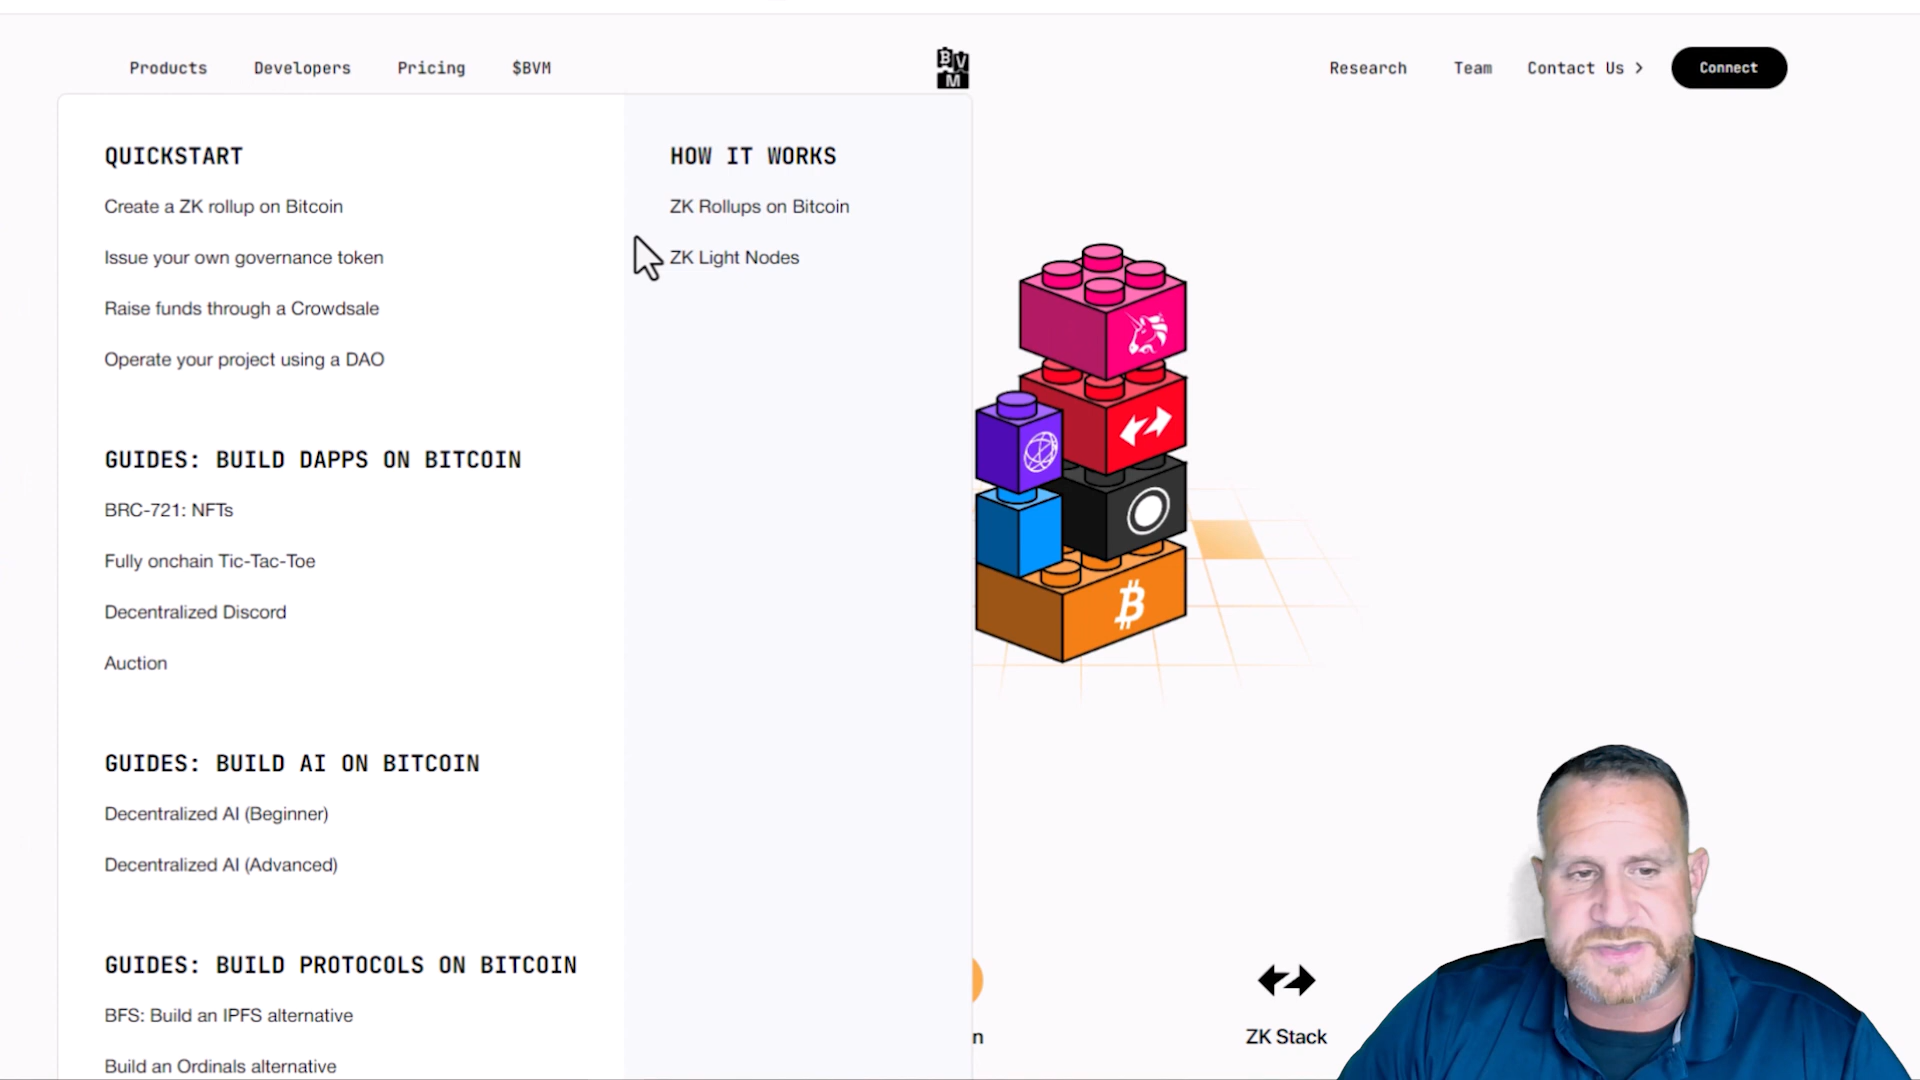 Products
Developers
Pricing
$BVM
BVM
Research
Team
Contact Us >
Connect
QUICKSTART
Create a ZK rollup on Bitcoin
Issue your own governance token
Raise funds through a Crowdsale
Operate your project using a DAO
GUIDES: BUILD DAPPS ON BITCOIN
BRC-721: NFTs
Fully onchain Tic-Tac-Toe
Decentralized Discord
Auction
GUIDES: BUILD AI ON BITCOIN
Decentralized AI (Beginner)
Decentralized AI (Advanced)
GUIDES: BUILD PROTOCOLS ON BITCOIN
BFS: Build an IPFS alternative
Build an Ordinals alternative
HOW IT WORKS
ZK Rollups on Bitcoin
ZK Light Nodes
n
ZK Stack